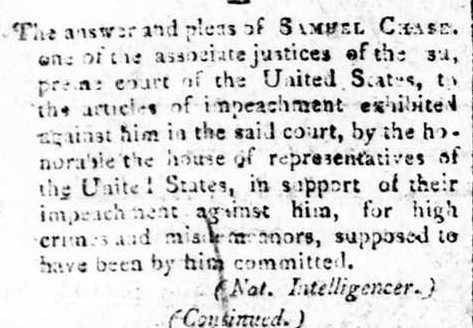 The answer and pleas of SAMUEL CHASE.
one of the associate justices of the su,
preme court of the United States, to
the articles of impeachment exhibited
against him in the said court, by the ho-
norable the house of representatives of
the United States, in support of their
impeachment against him, for high
crimes and misdemeanors, supposed to
have been by him committed.
(Nat. Intelligencer.)
(Continued.)